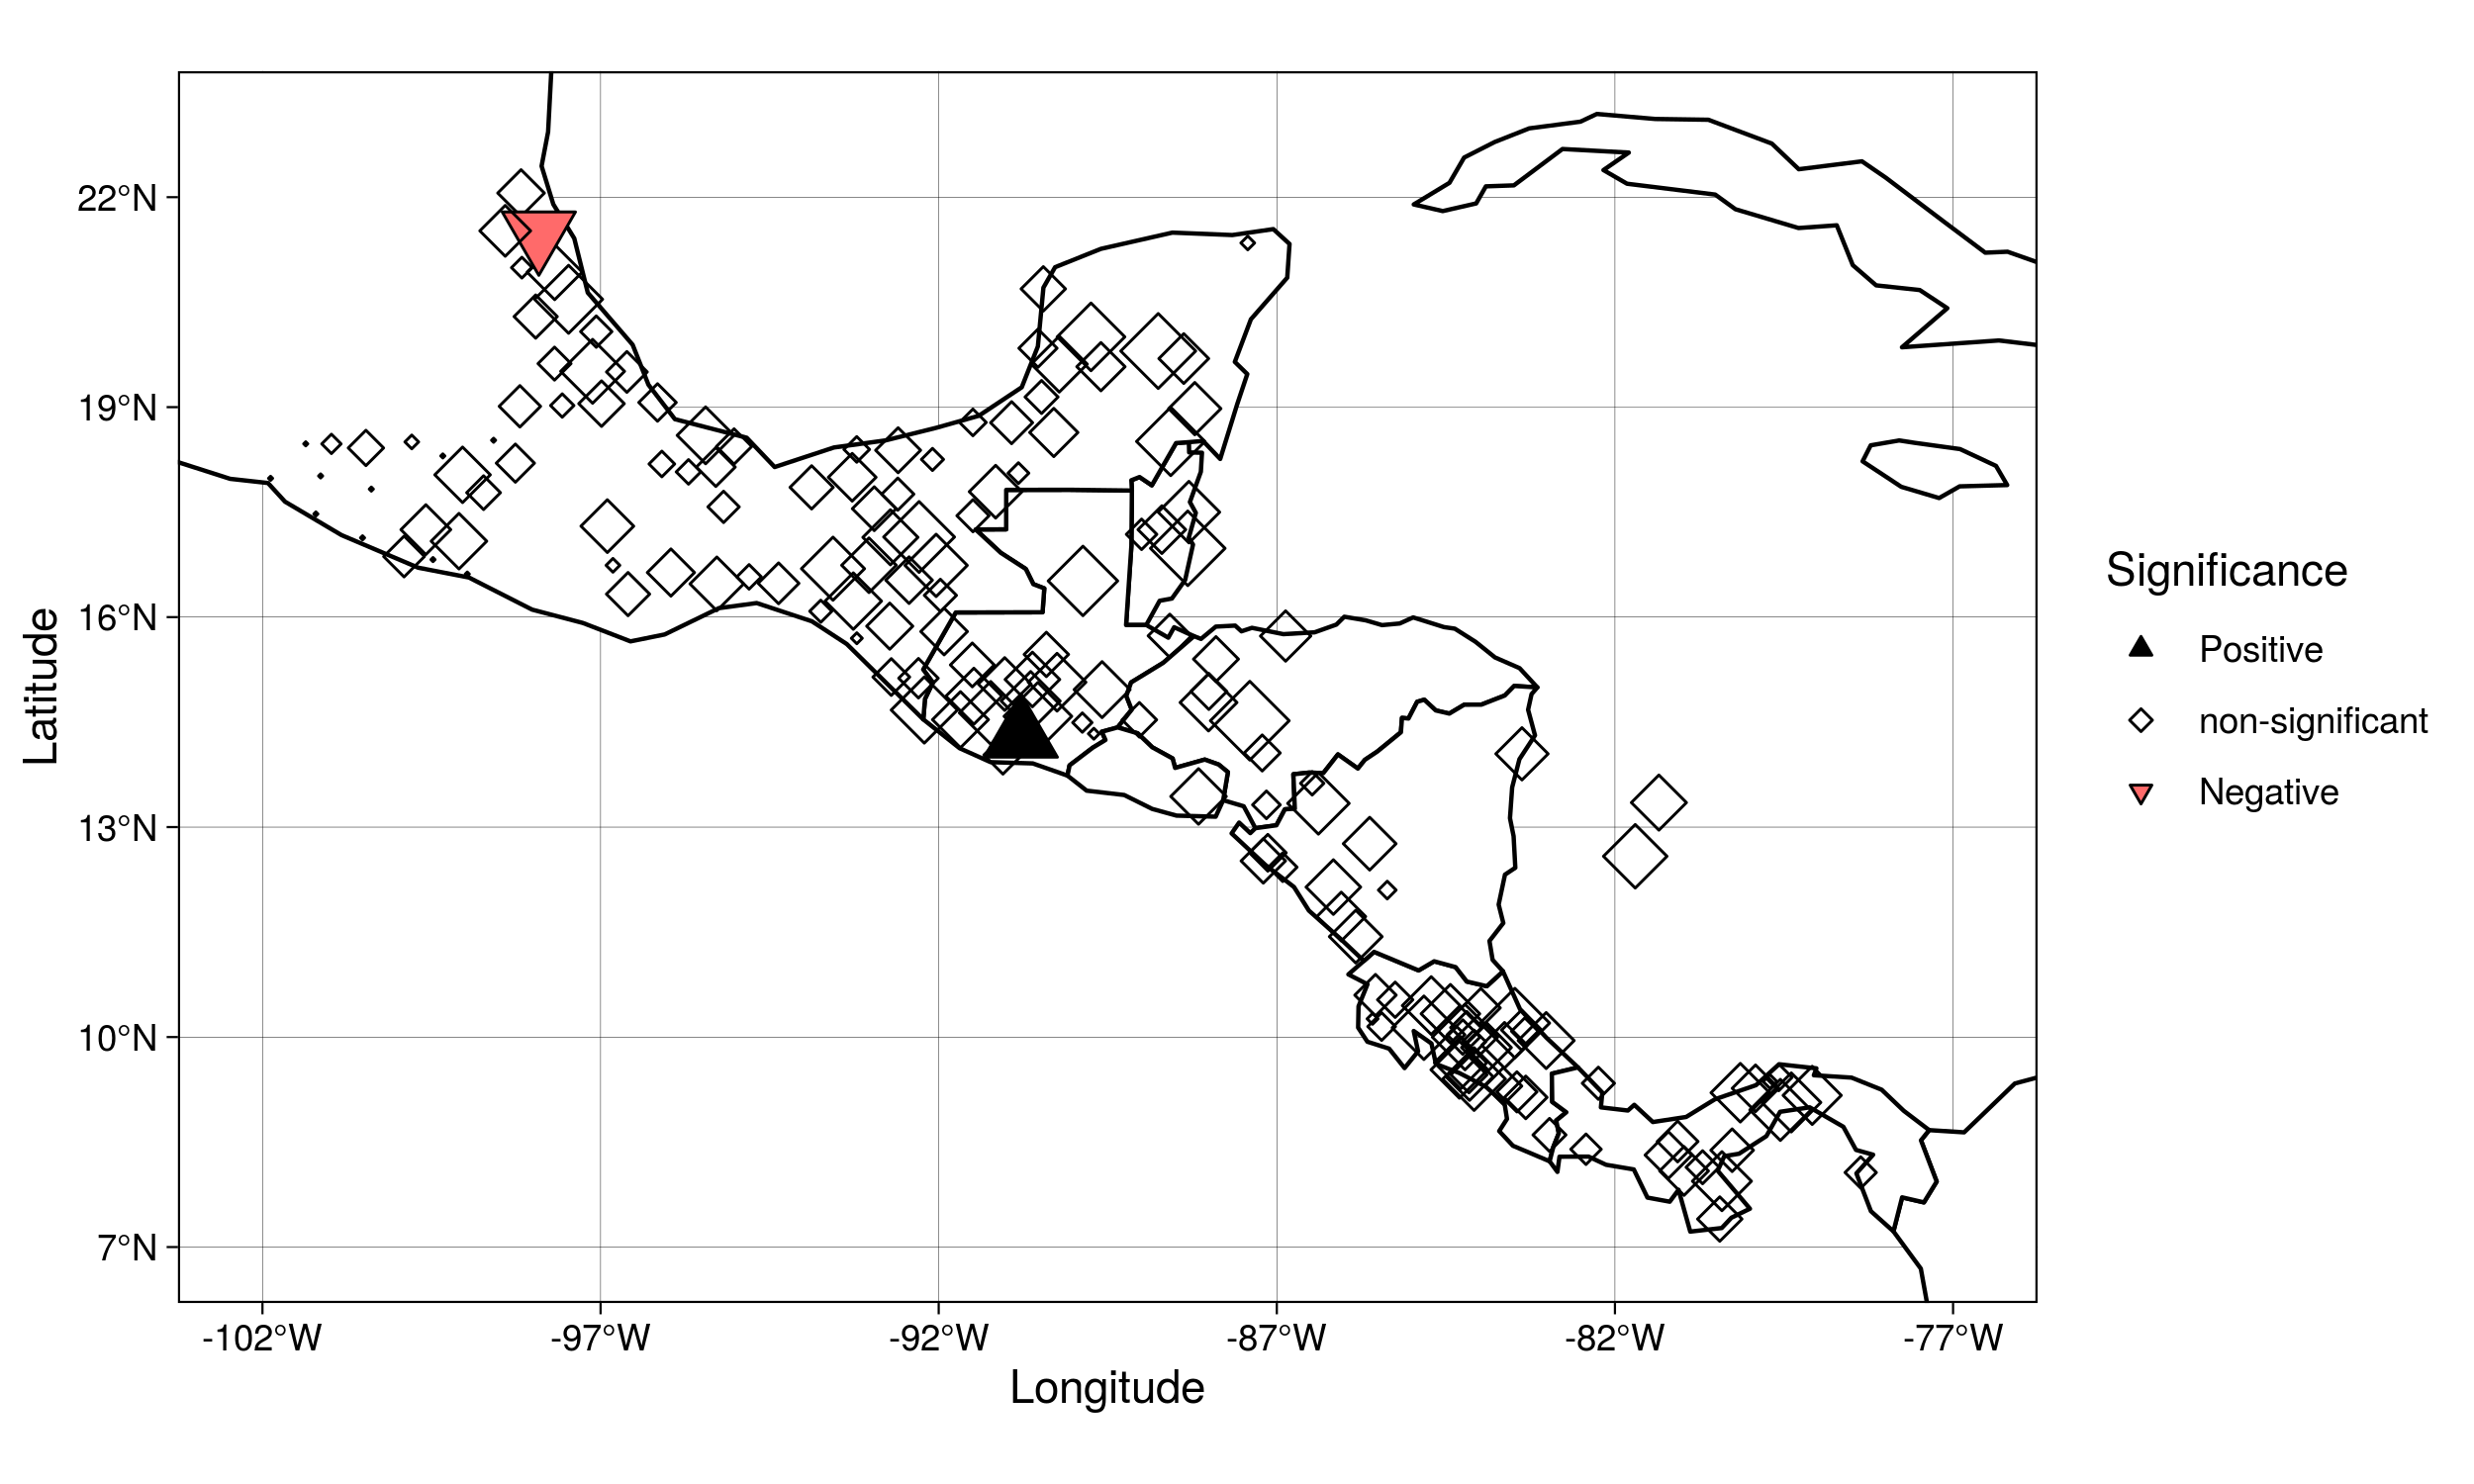 22°N
19°N
16°N
13°N
10°N
7°N
Latitude
-102°W
-97°W
-92°W
-87°W
-82°W
-77°W
Longitude
Significance
Positive
non-significant
Negative